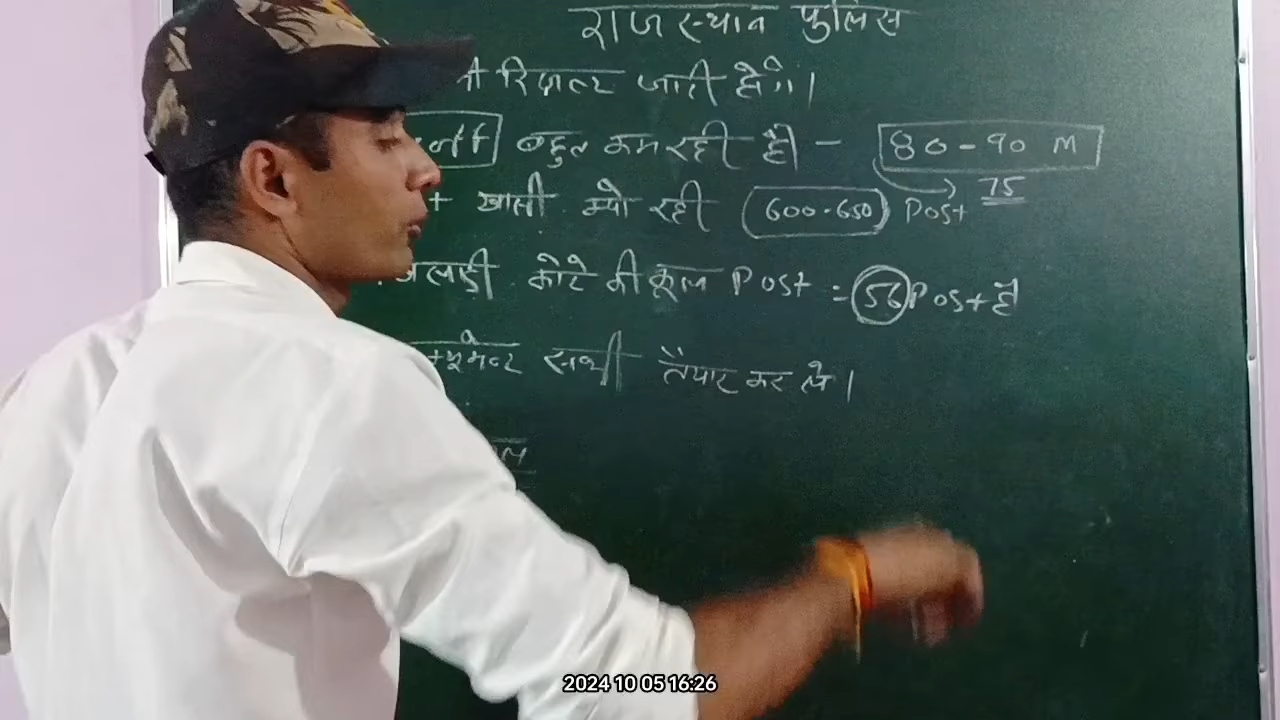 राजस्थान पुलिस
रिजल्ट जारी होंगे।
off बहुत कम रही है - 80-90 M
75
खाली क्यो रही 600-650 Post
कोटे की कुल Post = 56 Post है
सभी तैयार कर ले।
2024 10 05 16:26